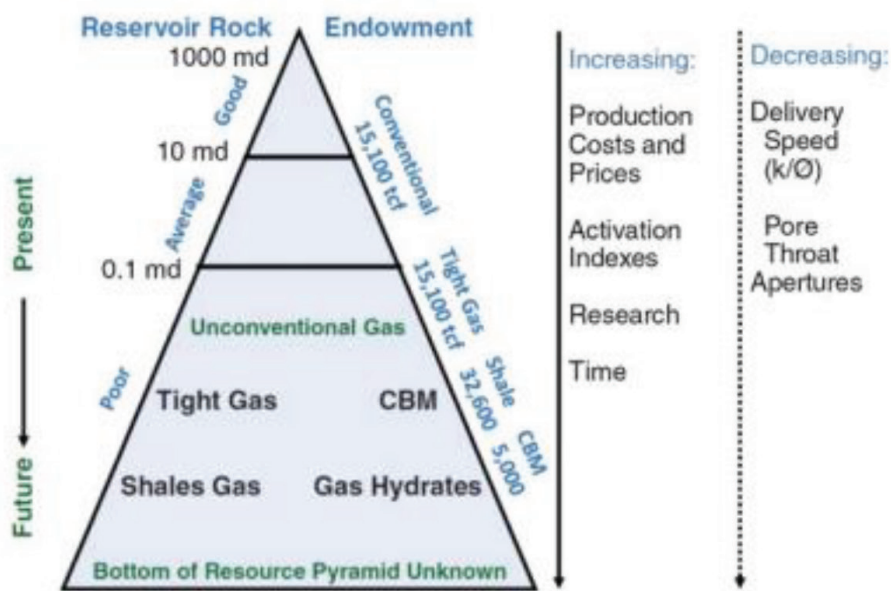 Reservoir Rock
Endowment
1000 md
Good
10 md
Average
0.1 md
Poor
Present
Future
Conventional
15,100 tcf
Tight Gas
15,100 tcf
Shale
32,600
CBM
5,000
Unconventional Gas
Tight Gas
CBM
Shales Gas
Gas Hydrates
Bottom of Resource Pyramid Unknown
Increasing:
Production
Costs and
Prices
Activation
Indexes
Research
Time
Decreasing:
Delivery
Speed
(k/Ø)
Pore
Throat
Apertures